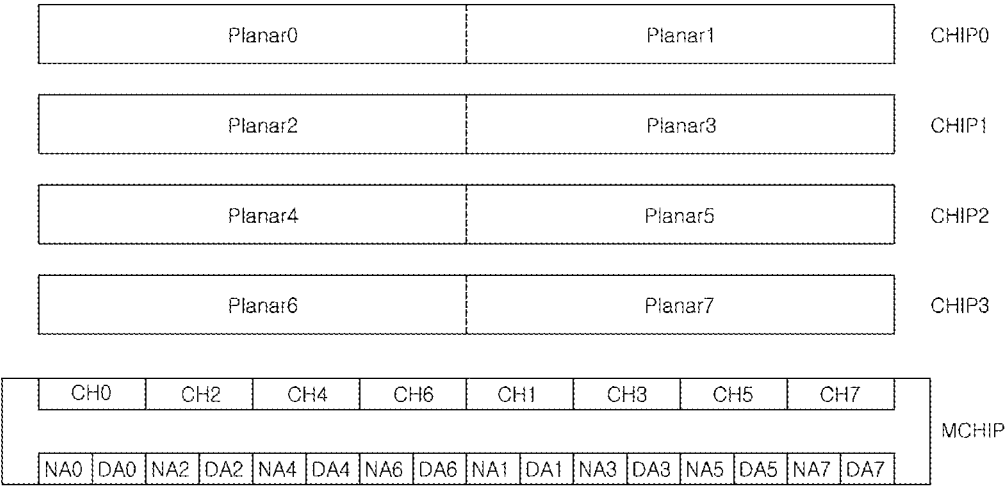 Planar0 Planar1 CHIP0
Planar2 Planar3 CHIP1
Planar4 Planar5 CHIP2
Planar6 Planar7 CHIP3
CH0 CH2 CH4 CH6 CH1 CH3 CH5 CH7
MCHIP
NA0 DA0 NA2 DA2 NA4 DA4 NA6 DA6 NA1 DA1 NA3 DA3 NA5 DA5 NA7 DA7